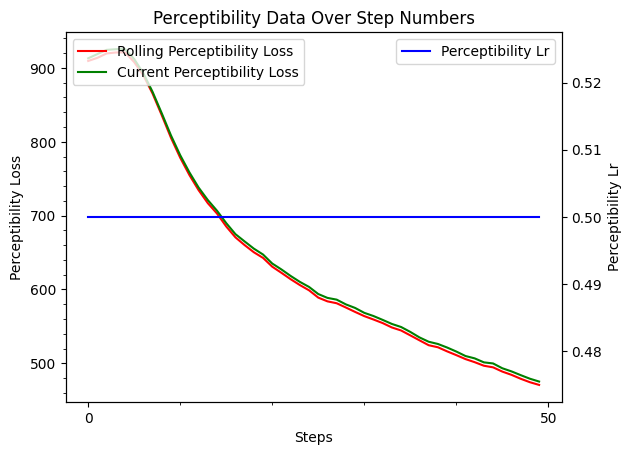 Perceptibility Data Over Step Numbers
Rolling Perceptibility Loss
Current Perceptibility Loss
Perceptibility Lr
900
800
700
600
500
Perceptibility Loss
0.52
0.51
0.50
0.49
0.48
Perceptibility Lr
0
50
Steps